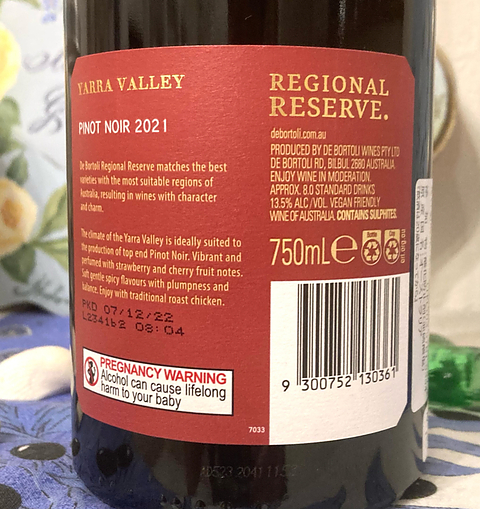 YARRA VALLEY
PINOT NOIR 2021
De Bortoli Regional Reserve matches the best
varieties with the most suitable regions of
Australia, resulting in wines with character
and charm.
The climate of the Yarra Valley is ideally suited to
the production of top end Pinot Noir. Vibrant and
perfumed with strawberry and cherry fruit notes.
Soft gentle spicy flavours with plumpness and
balance. Enjoy with traditional roast chicken.
PKD 07/12/22
L2341b2 08:04
PREGNANCY WARNING
Alcohol can cause lifelong
harm to your baby
7033
REGIONAL
RESERVE.
debortoli.com.au
PRODUCED BY DE BORTOLI WINES PTY LTD
DE BORTOLI RD, BILBUL 2680 AUSTRALIA.
ENJOY WINE IN MODERATION.
APPROX. 8.0 STANDARD DRINKS
13.5% ALC /VOL. VEGAN FRIENDLY
WINE OF AUSTRALIA. CONTAINS SULPHITES.
750mL e
Bottle
Cap
arl.org.au
9 300752 130361